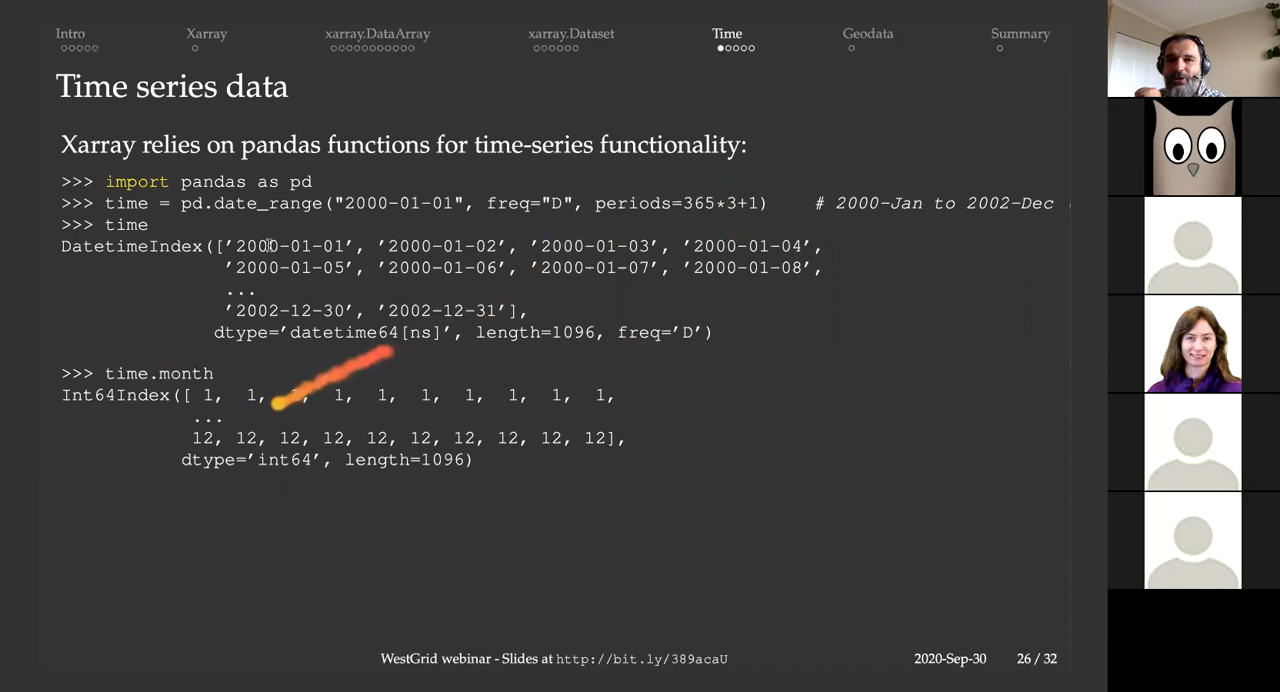 Intro Xarray xarray.DataArray xarray.Dataset Time Geodata Summary
Time series data
Xarray relies on pandas functions for time-series functionality:
>>> import pandas as pd
>>> time = pd.date_range("2000-01-01", freq="D", periods=365*3+1) # 2000-Jan to 2002-Dec
>>> time
DatetimeIndex(['2000-01-01', '2000-01-02', '2000-01-03', '2000-01-04',
'2000-01-05', '2000-01-06', '2000-01-07', '2000-01-08',
...
'2002-12-30', '2002-12-31'],
dtype='datetime64[ns]', length=1096, freq='D')
>>> time.month
Int64Index([ 1, 1, 1, 1, 1, 1, 1, 1, 1, 1,
...
12, 12, 12, 12, 12, 12, 12, 12, 12, 12],
dtype='int64', length=1096)
WestGrid webinar - Slides at http://bit.ly/389acaU 2020-Sep-30 26 / 32